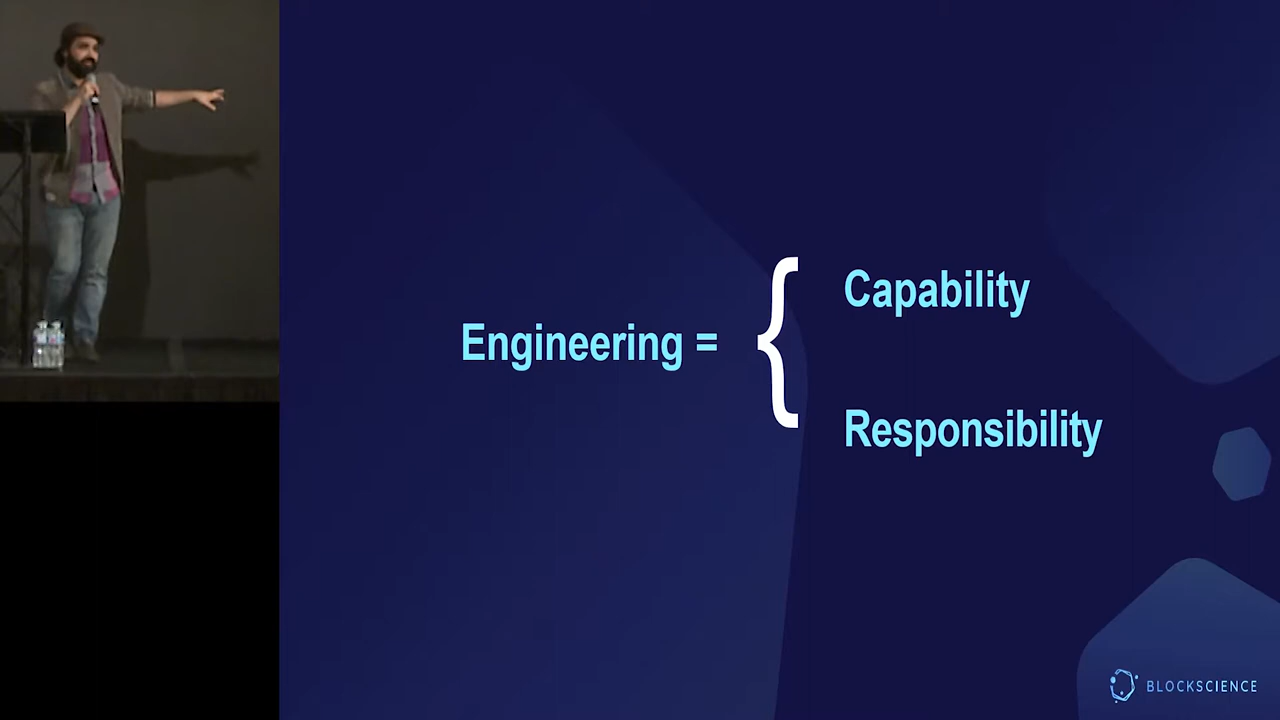 Capability
Engineering = {
Responsibility
BLOCKSCIENCE